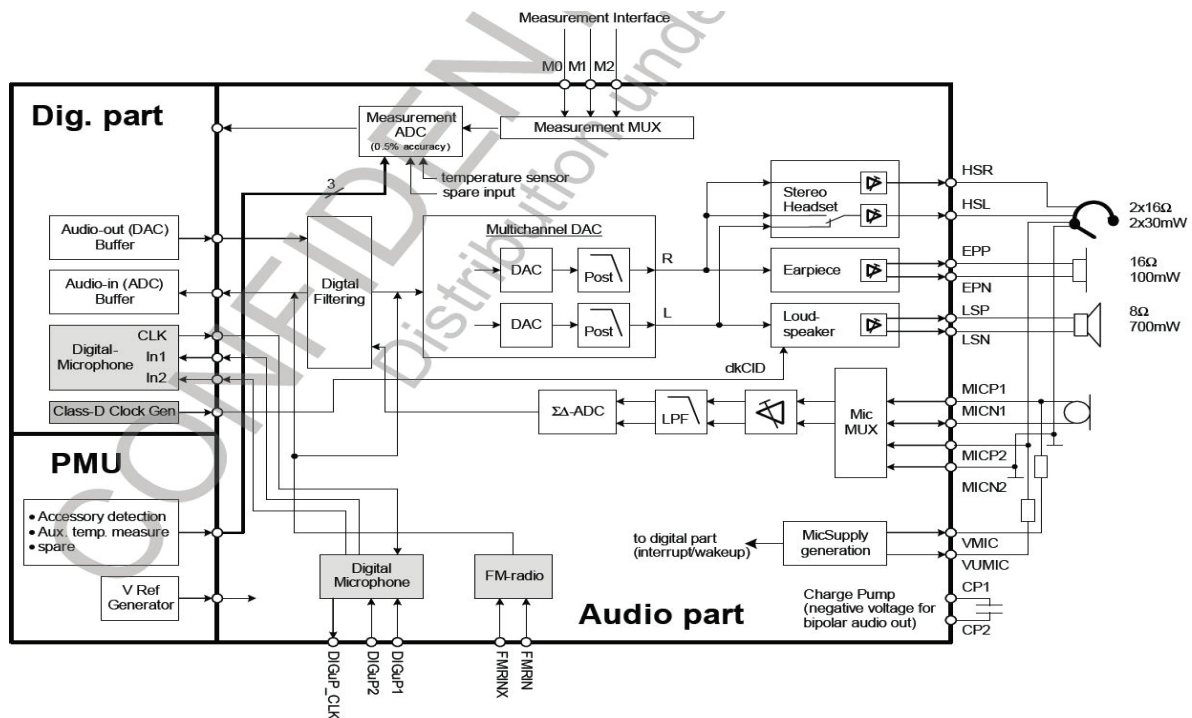 CONFIDEN
Distribution unde
Measurement Interface
M0 M1 M2
Dig. part
Measurement
ADC
(0.5% accuracy)
Measurement MUX
temperature sensor
spare input
3
Audio-out (DAC)
Buffer
Audio-in (ADC)
Buffer
CLK
Digital-
Microphone
In1
In2
Class-D Clock Gen
Digtal
Filtering
Multichannel DAC
DAC
Post
R
DAC
Post
L
Stereo
Headset
Earpiece
Loud-
speaker
clkCID
HSR
HSL
2x16Ω
2x30mW
EPP
16Ω
100mW
EPN
LSP
8Ω
700mW
LSN
ΣΔ-ADC
LPF
Mic
MUX
MICP1
MICN1
MICP2
MICN2
PMU
• Accessory detection
• Aux. temp. measure
• spare
V Ref
Generator
Digital
Microphone
FM-radio
to digital part
(interrupt/wakeup)
MicSupply
generation
VMIC
VUMIC
Audio part
Charge Pump
(negative voltage for
bipolar audio out)
CP1
CP2
DIGuP_CLK
DIGuP2
DIGuP1
FMRINX
FMRIN